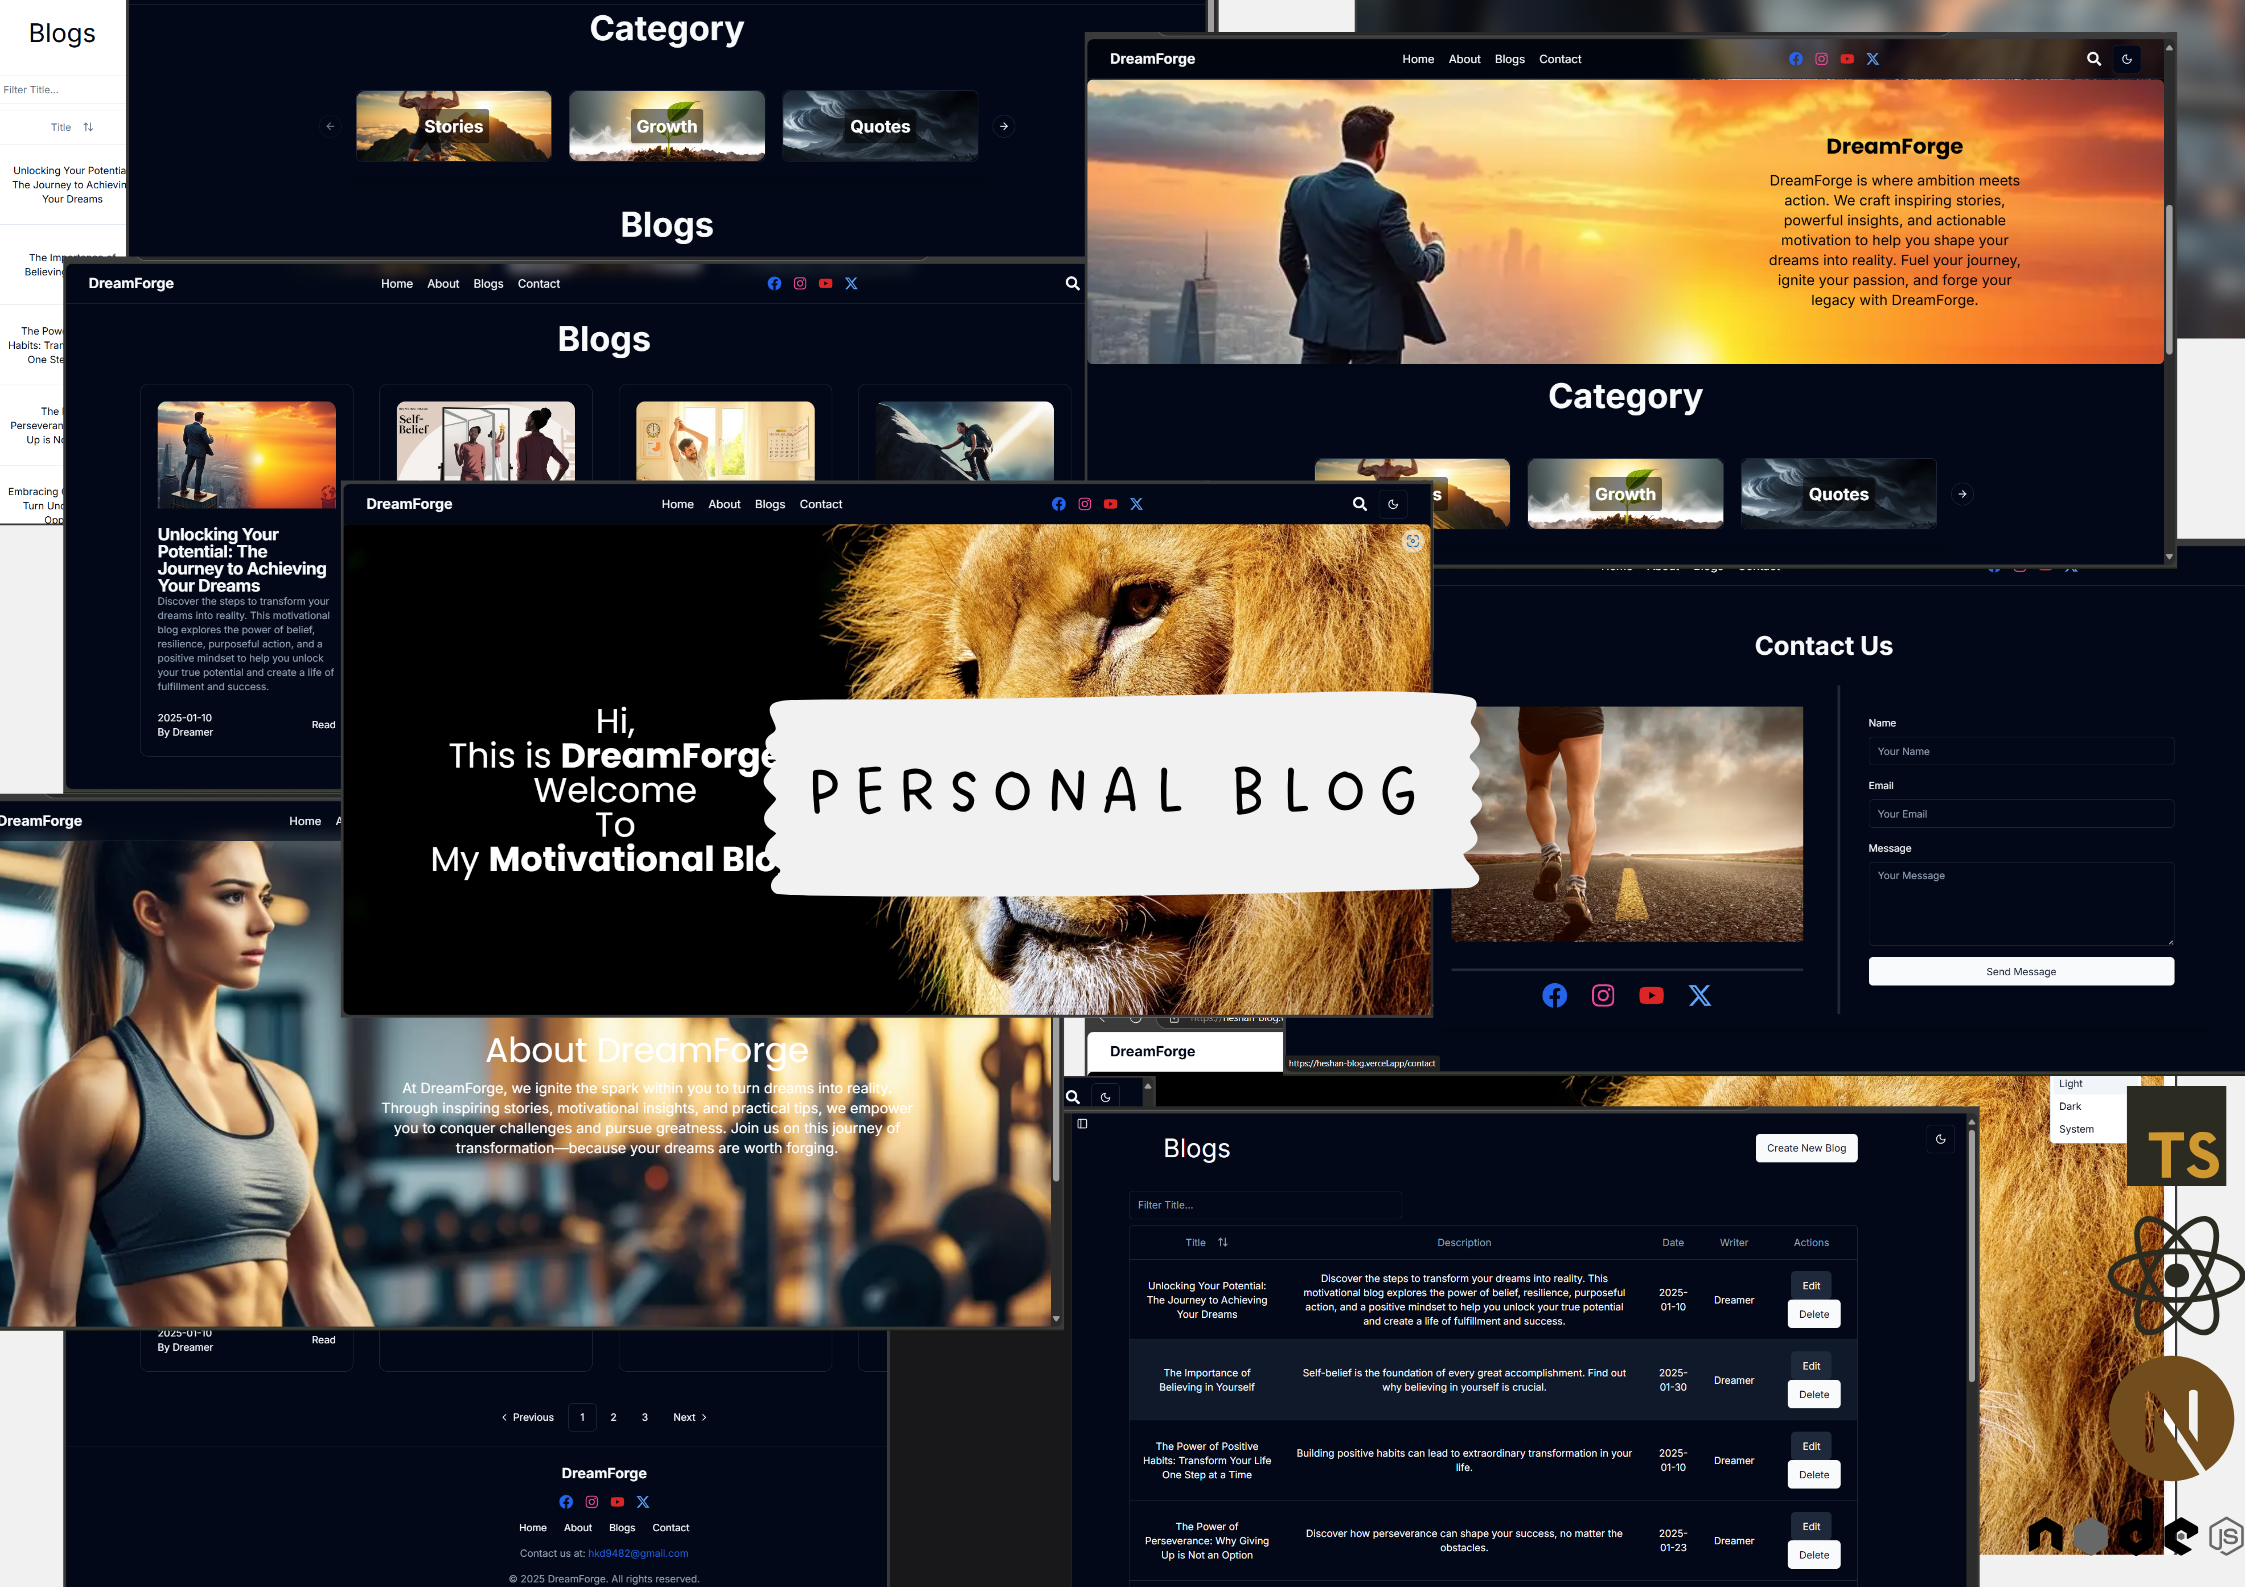 Blogs
Filter Title...
Title
Unlocking Your Potential
The Journey to
Your Dreams
The
Believing
The
Habits:
One
The
Up is
Embracing
Turn
Category
Stories
Growth
Quotes
Blogs
DreamForge
Home About Blogs Contact
DreamForge
DreamForge is where ambition meets
action. We craft inspiring stories,
powerful insights, and actionable
motivation to help you shape your
dreams into reality. Fuel your journey,
ignite your passion, and forge your
legacy with DreamForge.
Category
Growth
Quotes
DreamForge
Home About Blogs Contact
Blogs
Self-
Belief
Unlocking Your
Potential: The
Journey to Achieving
Your Dreams
Discover the steps to transform your
dreams into reality. This motivational
blog explores the power of belief,
resilience, purposeful action, and a
positive mindset to help you unlock
your true potential and create a life of
fulfillment and success.
2025-01-10
By Dreamer
Read
DreamForge
Home About Blogs Contact
Hi,
This is DreamForge
Welcome
To
My Motivational
PERSONAL BLOG
Contact Us
Name
Your Name
Email
Your Email
Message
Your Message
Send Message
https://heshan-blog.vercel.app/contact
DreamForge
DreamForge
Home
About DreamForge
At DreamForge, we ignite the spark within you to turn dreams into reality.
Through inspiring stories, motivational insights, and practical tips, we empower
you to conquer challenges and pursue greatness. Join us on this journey of
transformation—because your dreams are worth forging.
2025-01-10
By Dreamer
Read
Previous 1 2 3 Next
DreamForge
Home About Blogs Contact
Contact us at: hkd9482@gmail.com
© 2025 DreamForge. All rights reserved.
Light
Dark
System
Blogs
Create New Blog
Filter Title...
Title Description Date Writer Actions
Unlocking Your Potential:
The Journey to Achieving
Your Dreams
Discover the steps to transform your dreams into reality. This
motivational blog explores the power of belief, resilience, purposeful
action, and a positive mindset to help you unlock your true potential
and create a life of fulfillment and success.
2025-
01-10
Dreamer
Edit
Delete
The Importance of
Believing in Yourself
Self-belief is the foundation of every great accomplishment. Find out
why believing in yourself is crucial.
2025-
01-30
Dreamer
Edit
Delete
The Power of Positive
Habits: Transform Your Life
One Step at a Time
Building positive habits can lead to extraordinary transformation in your
life.
2025-
01-10
Dreamer
Edit
Delete
The Power of
Perseverance: Why Giving
Up is Not an Option
Discover how perseverance can shape your success, no matter the
obstacles.
2025-
01-23
Dreamer
Edit
Delete
TS
N
node
JS